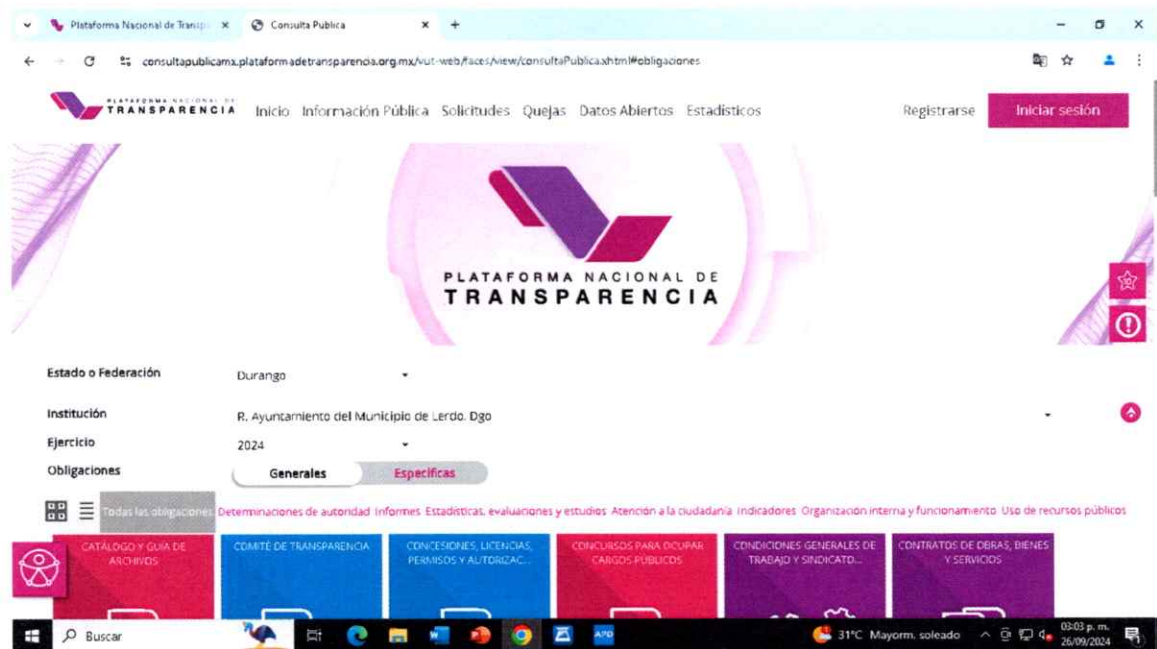 Plataforma Nacional de Transp
Consulta Publica
consultapublicamx.plataformadetransparencia.org.mx/vut-web/faces/view/consultaPublica.xhtml#obligaciones
PLATAFORMA NACIONAL DE
TRANSPARENCIA
Inicio Información Pública Solicitudes Quejas Datos Abiertos Estadísticos
Registrarse Iniciar sesión
PLATAFORMA NACIONAL DE
TRANSPARENCIA
Estado o Federación Durango
Institución R. Ayuntamiento del Municipio de Lerdo. Dgo
Ejercicio 2024
Obligaciones Generales Específicas
Todas las obligaciones Determinaciones de autoridad Informes Estadísticas, evaluaciones y estudios Atención a la ciudadanía Indicadores Organización interna y funcionamiento Uso de recursos públicos
CATÁLOGO Y GUÍA DE
ARCHIVOS
COMITÉ DE TRANSPARENCIA
CONCESIONES, LICENCIAS,
PERMISOS Y AUTORIZAC...
CONCURSOS PARA OCUPAR
CARGOS PÚBLICOS
CONDICIONES GENERALES DE
TRABAJO Y SINDICATO...
CONTRATOS DE OBRAS, BIENES
Y SERVICIOS
Buscar
31°C Mayorm. soleado
03:03 p. m.
26/09/2024